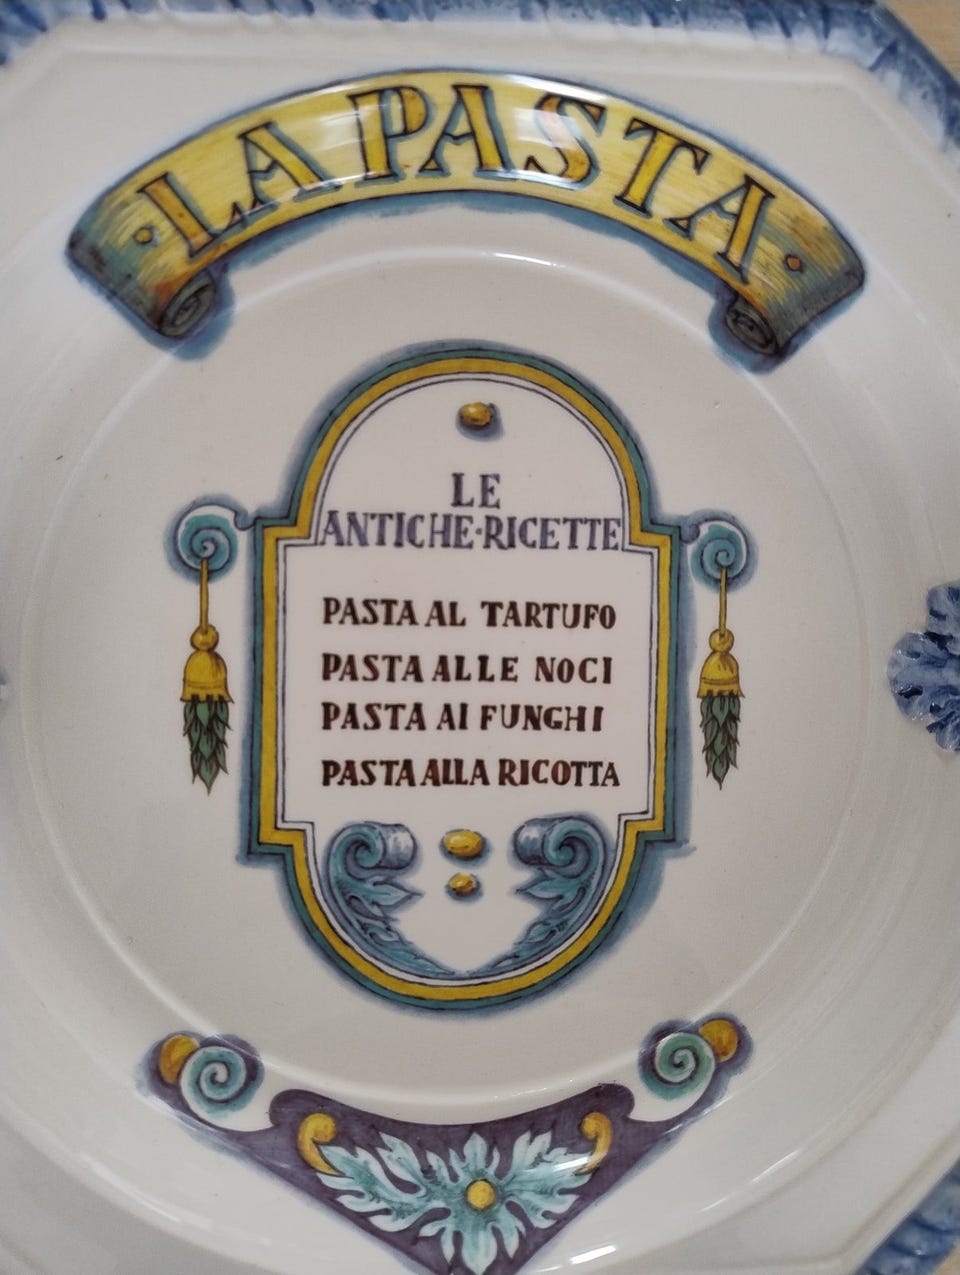 ·LA PASTA·
LE
ANTICHE·RICETTE
PASTA AL TARTUFO
PASTA ALLE NOCI
PASTA AI FUNGHI
PASTA ALLA RICOTTA